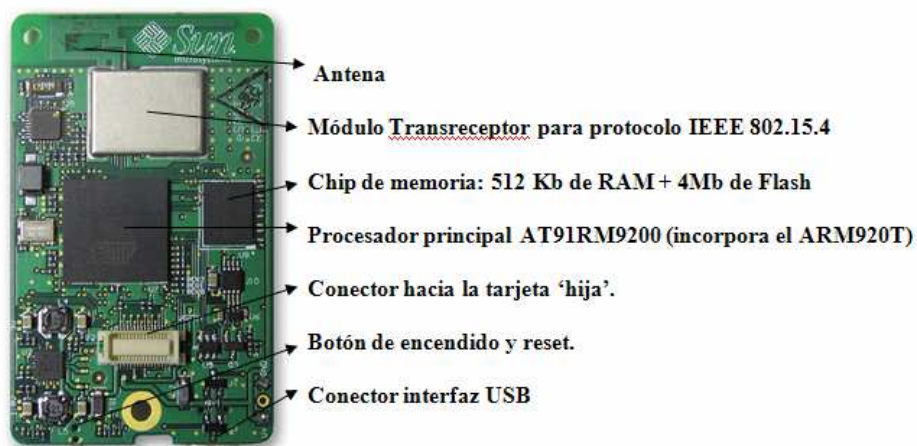 Sun
microsystems
Antena
Módulo Transreceptor para protocolo IEEE 802.15.4
Chip de memoria: 512 Kb de RAM + 4Mb de Flash
Procesador principal AT91RM9200 (incorpora el ARM920T)
Conector hacia la tarjeta ‘hija’.
Botón de encendido y reset.
Conector interfaz USB